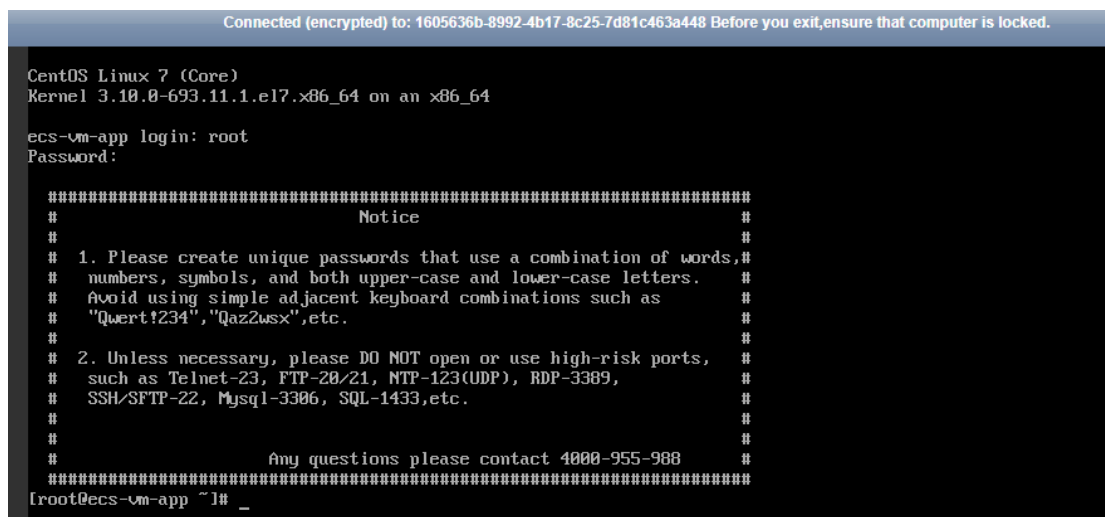 Connected (encrypted) to: 1605636b-8992-4b17-8c25-7d81c463a448 Before you exit,ensure that computer is locked.
CentOS Linux 7 (Core)
Kernel 3.10.0-693.11.1.el7.x86_64 on an x86_64
ecs-vm-app login: root
Password:
######################################################################
# Notice #
# #
# 1. Please create unique passwords that use a combination of words,#
# numbers, symbols, and both upper-case and lower-case letters. #
# Avoid using simple adjacent keyboard combinations such as #
# "Qwert!234","Qaz2wsx",etc. #
# #
# 2. Unless necessary, please DO NOT open or use high-risk ports, #
# such as Telnet-23, FTP-20/21, NTP-123(UDP), RDP-3389, #
# SSH/SFTP-22, Mysql-3306, SQL-1433,etc. #
# #
# #
# Any questions please contact 4000-955-988 #
######################################################################
[root@ecs-vm-app ~]# _